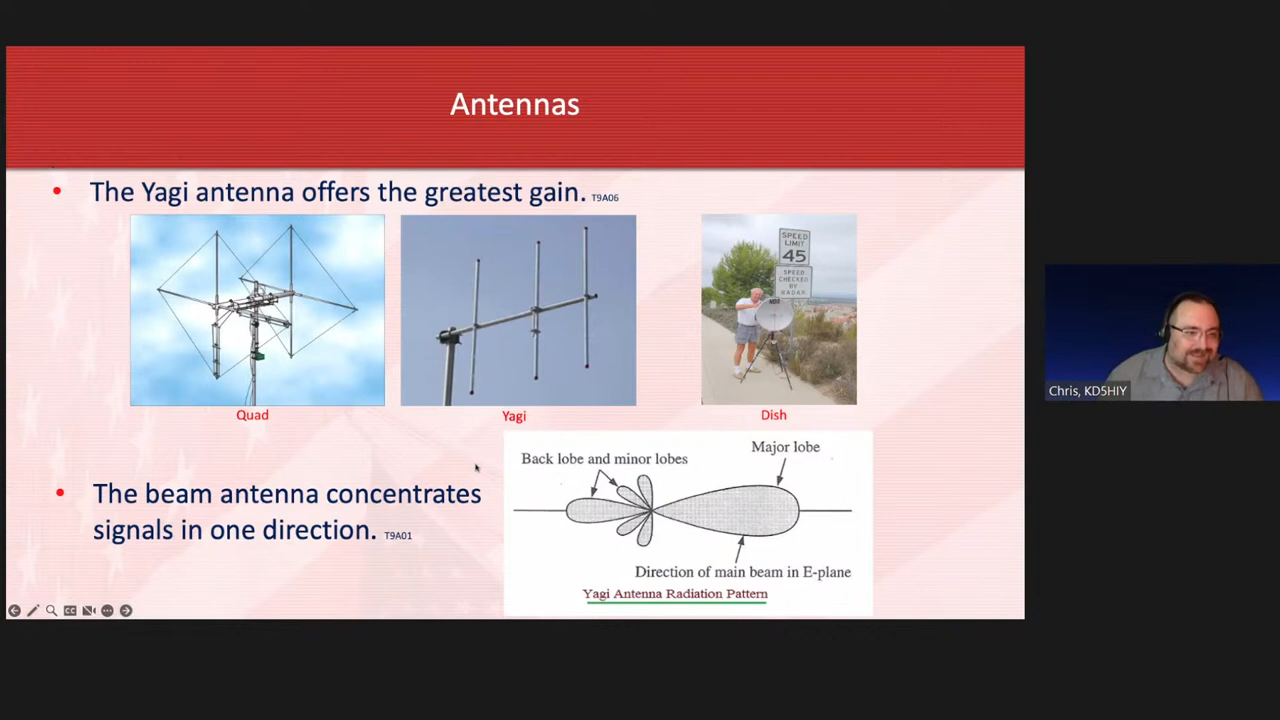 Antennas
• The Yagi antenna offers the greatest gain. T9A06
SPEED
LIMIT
45
SPEED
CHECKED
BY
RADAR
Quad
Yagi
Dish
Back lobe and minor lobes
Major lobe
• The beam antenna concentrates
signals in one direction. T9A01
Direction of main beam in E-plane
Yagi Antenna Radiation Pattern
Chris, KD5HIY
CC